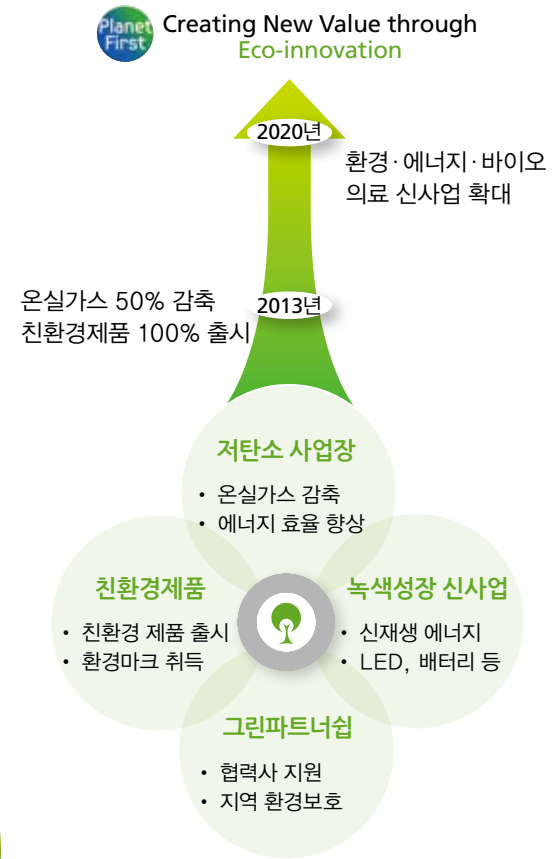 Planet First
Creating New Value through
Eco-innovation
2020년
환경·에너지·바이오
의료 신사업 확대
온실가스 50% 감축
친환경제품 100% 출시
2013년
저탄소 사업장
• 온실가스 감축
• 에너지 효율 향상
친환경제품
• 친환경 제품 출시
• 환경마크 취득
녹색성장 신사업
• 신재생 에너지
• LED, 배터리 등
그린파트너쉽
• 협력사 지원
• 지역 환경보호